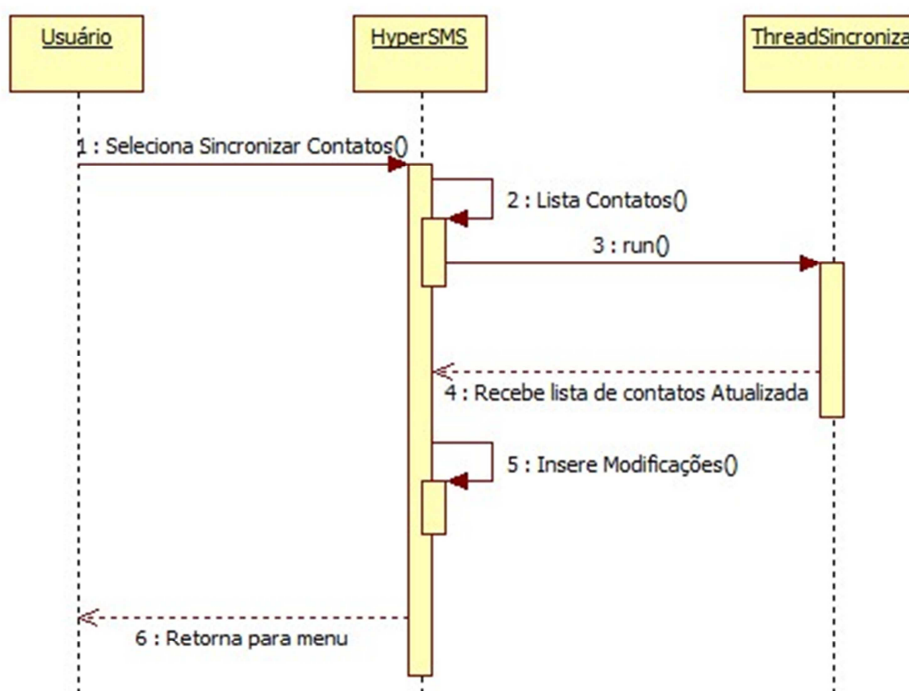 Usuário
HyperSMS
ThreadSincroniza
1 : Seleciona Sincronizar Contatos()
2 : Lista Contatos()
3 : run()
4 : Recebe lista de contatos Atualizada
5 : Insere Modificações()
6 : Retorna para menu